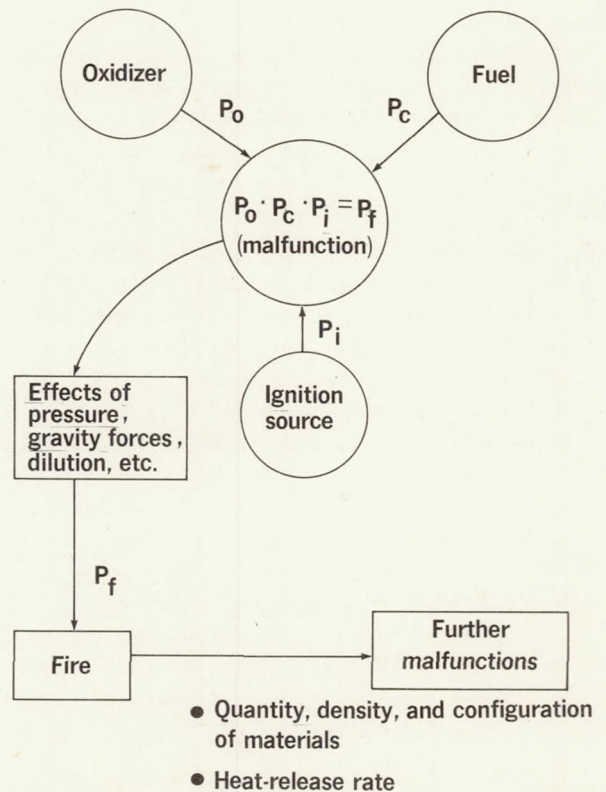 Oxidizer
Fuel
Po
Pc
Po · Pc · Pi = Pf
(malfunction)
Pi
Effects of
pressure,
gravity forces,
dilution, etc.
Ignition
source
Pf
Fire
Further
malfunctions
● Quantity, density, and configuration
of materials
● Heat-release rate